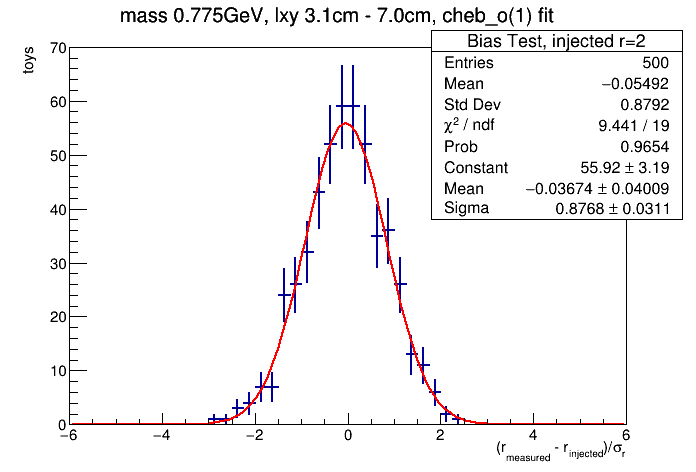 mass 0.775GeV, lxy 3.1cm - 7.0cm, cheb_o(1) fit
Bias Test, injected r=2
Entries 500
Mean −0.05492
Std Dev 0.8792
χ² / ndf 9.441 / 19
Prob 0.9654
Constant 55.92 ± 3.19
Mean −0.03674 ± 0.04009
Sigma 0.8768 ± 0.0311
toys
70
60
50
40
30
20
10
0
−6 −4 −2 0 2 4 6
(r_measured - r_injected)/σ_r